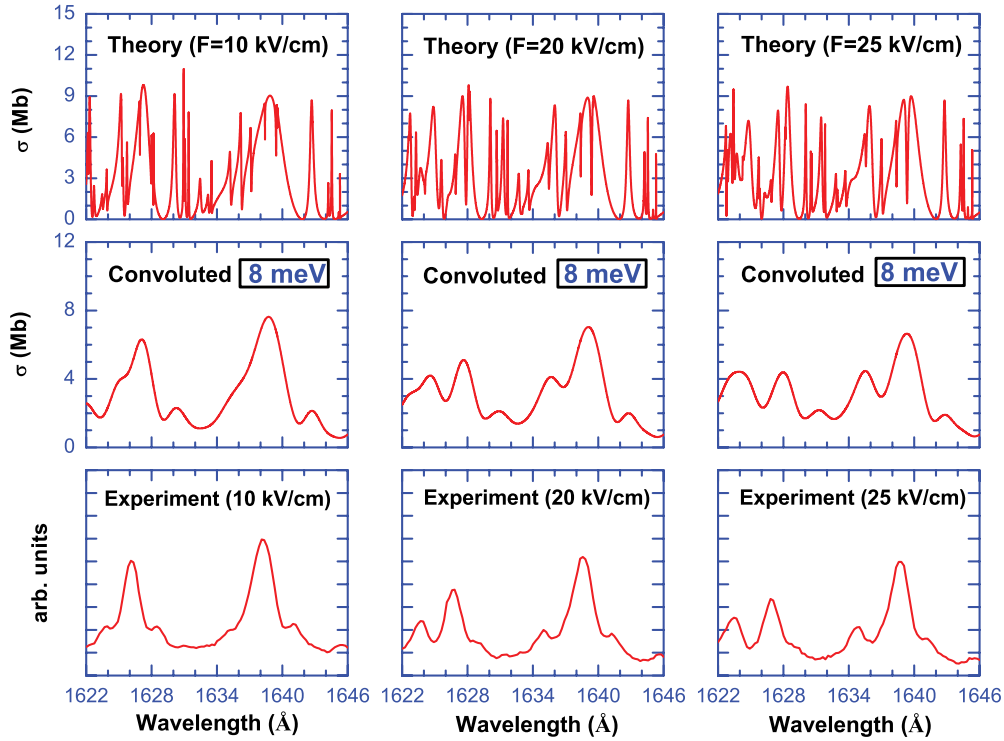 15
12
9
6
3
0
σ (Mb)
Theory (F=10 kV/cm)
Theory (F=20 kV/cm)
Theory (F=25 kV/cm)
12
8
4
0
σ (Mb)
Convoluted 8 meV
Convoluted 8 meV
Convoluted 8 meV
arb. units
Experiment (10 kV/cm)
Experiment (20 kV/cm)
Experiment (25 kV/cm)
1622 1628 1634 1640 1646
1622 1628 1634 1640 1646
1622 1628 1634 1640 1646
Wavelength (Å)
Wavelength (Å)
Wavelength (Å)